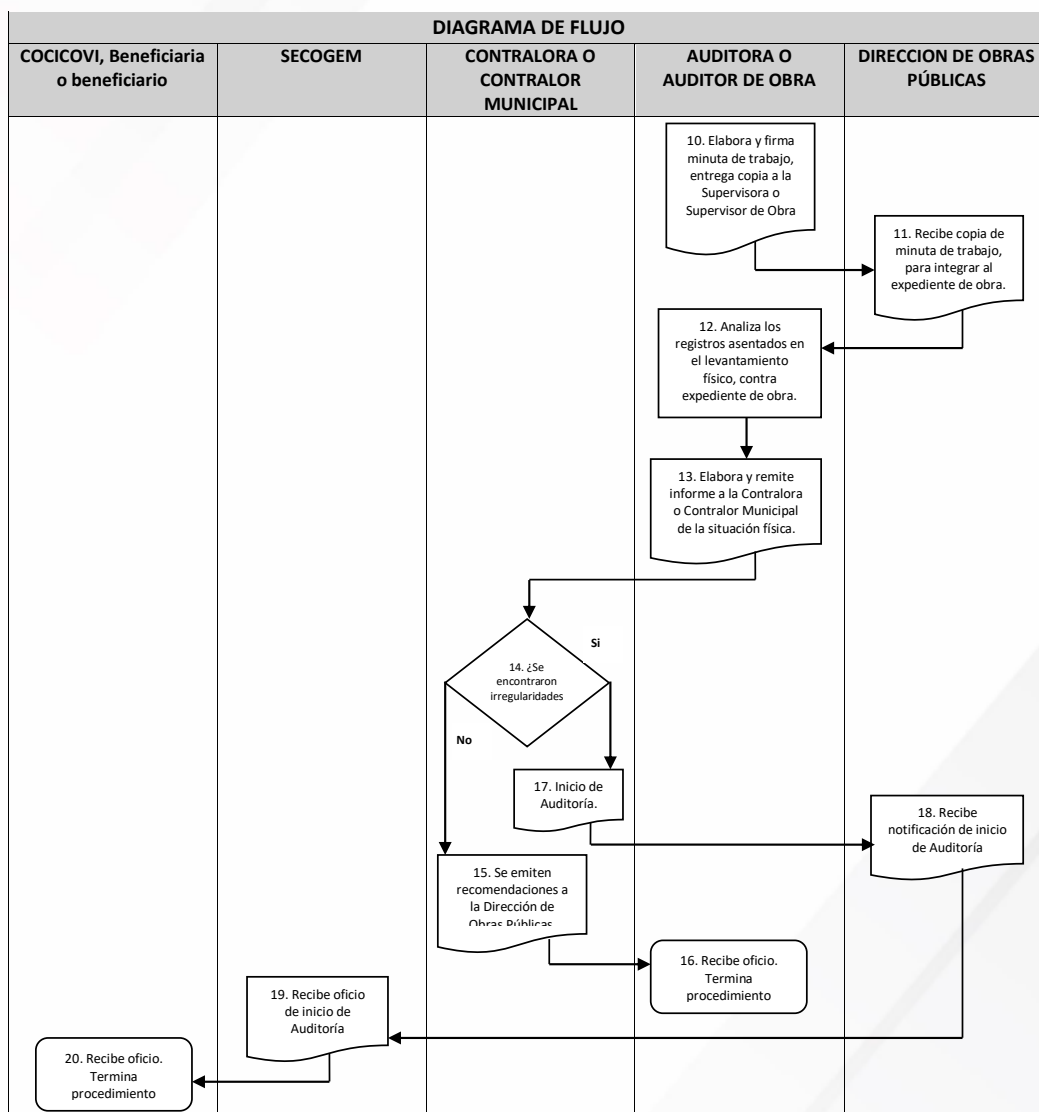 DIAGRAMA DE FLUJO
COCICOVI, Beneficiaria
o beneficiario
SECOGEM
CONTRALORA O
CONTRALOR
MUNICIPAL
AUDITORA O
AUDITOR DE OBRA
DIRECCION DE OBRAS
PÚBLICAS
10. Elabora y firma
minuta de trabajo,
entrega copia a la
Supervisora o
Supervisor de Obra
11. Recibe copia de
minuta de trabajo,
para integrar al
expediente de obra.
12. Analiza los
registros asentados en
el levantamiento
físico, contra
expediente de obra.
13. Elabora y remite
informe a la Contralora
o Contralor Municipal
de la situación física.
14. ¿Se
encontraron
irregularidades
Si
No
17. Inicio de
Auditoría.
18. Recibe
notificación de inicio
de Auditoría
15. Se emiten
recomendaciones a
la Dirección de
Obras Públicas
16. Recibe oficio.
Termina
procedimiento
19. Recibe oficio
de inicio de
Auditoría
20. Recibe oficio.
Termina
procedimiento